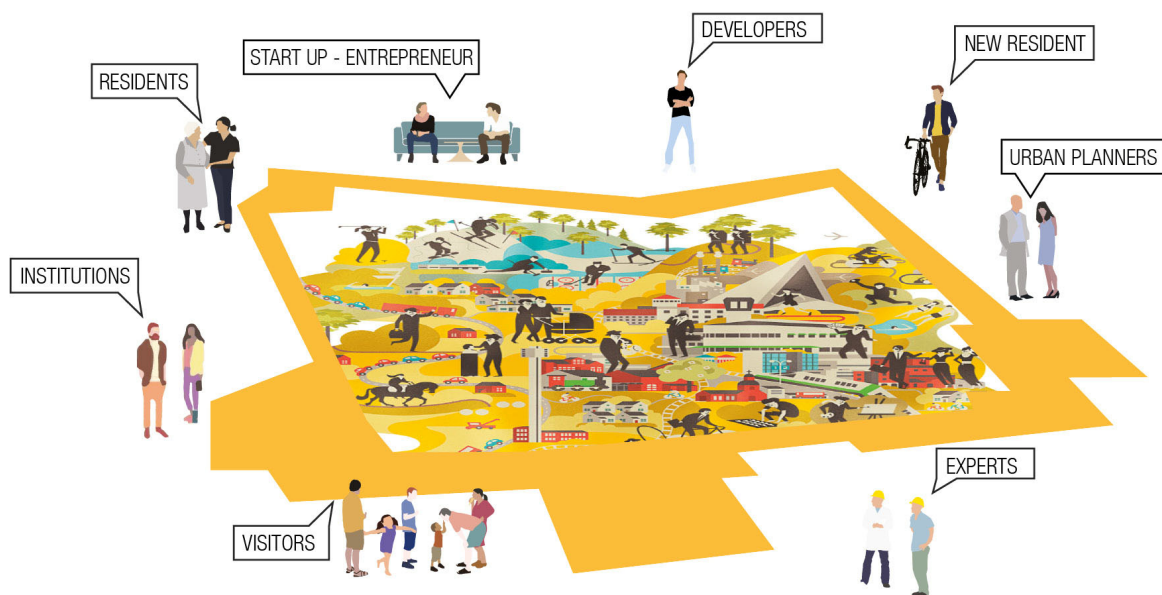 DEVELOPERS
NEW RESIDENT
START UP - ENTREPRENEUR
RESIDENTS
URBAN PLANNERS
INSTITUTIONS
EXPERTS
VISITORS